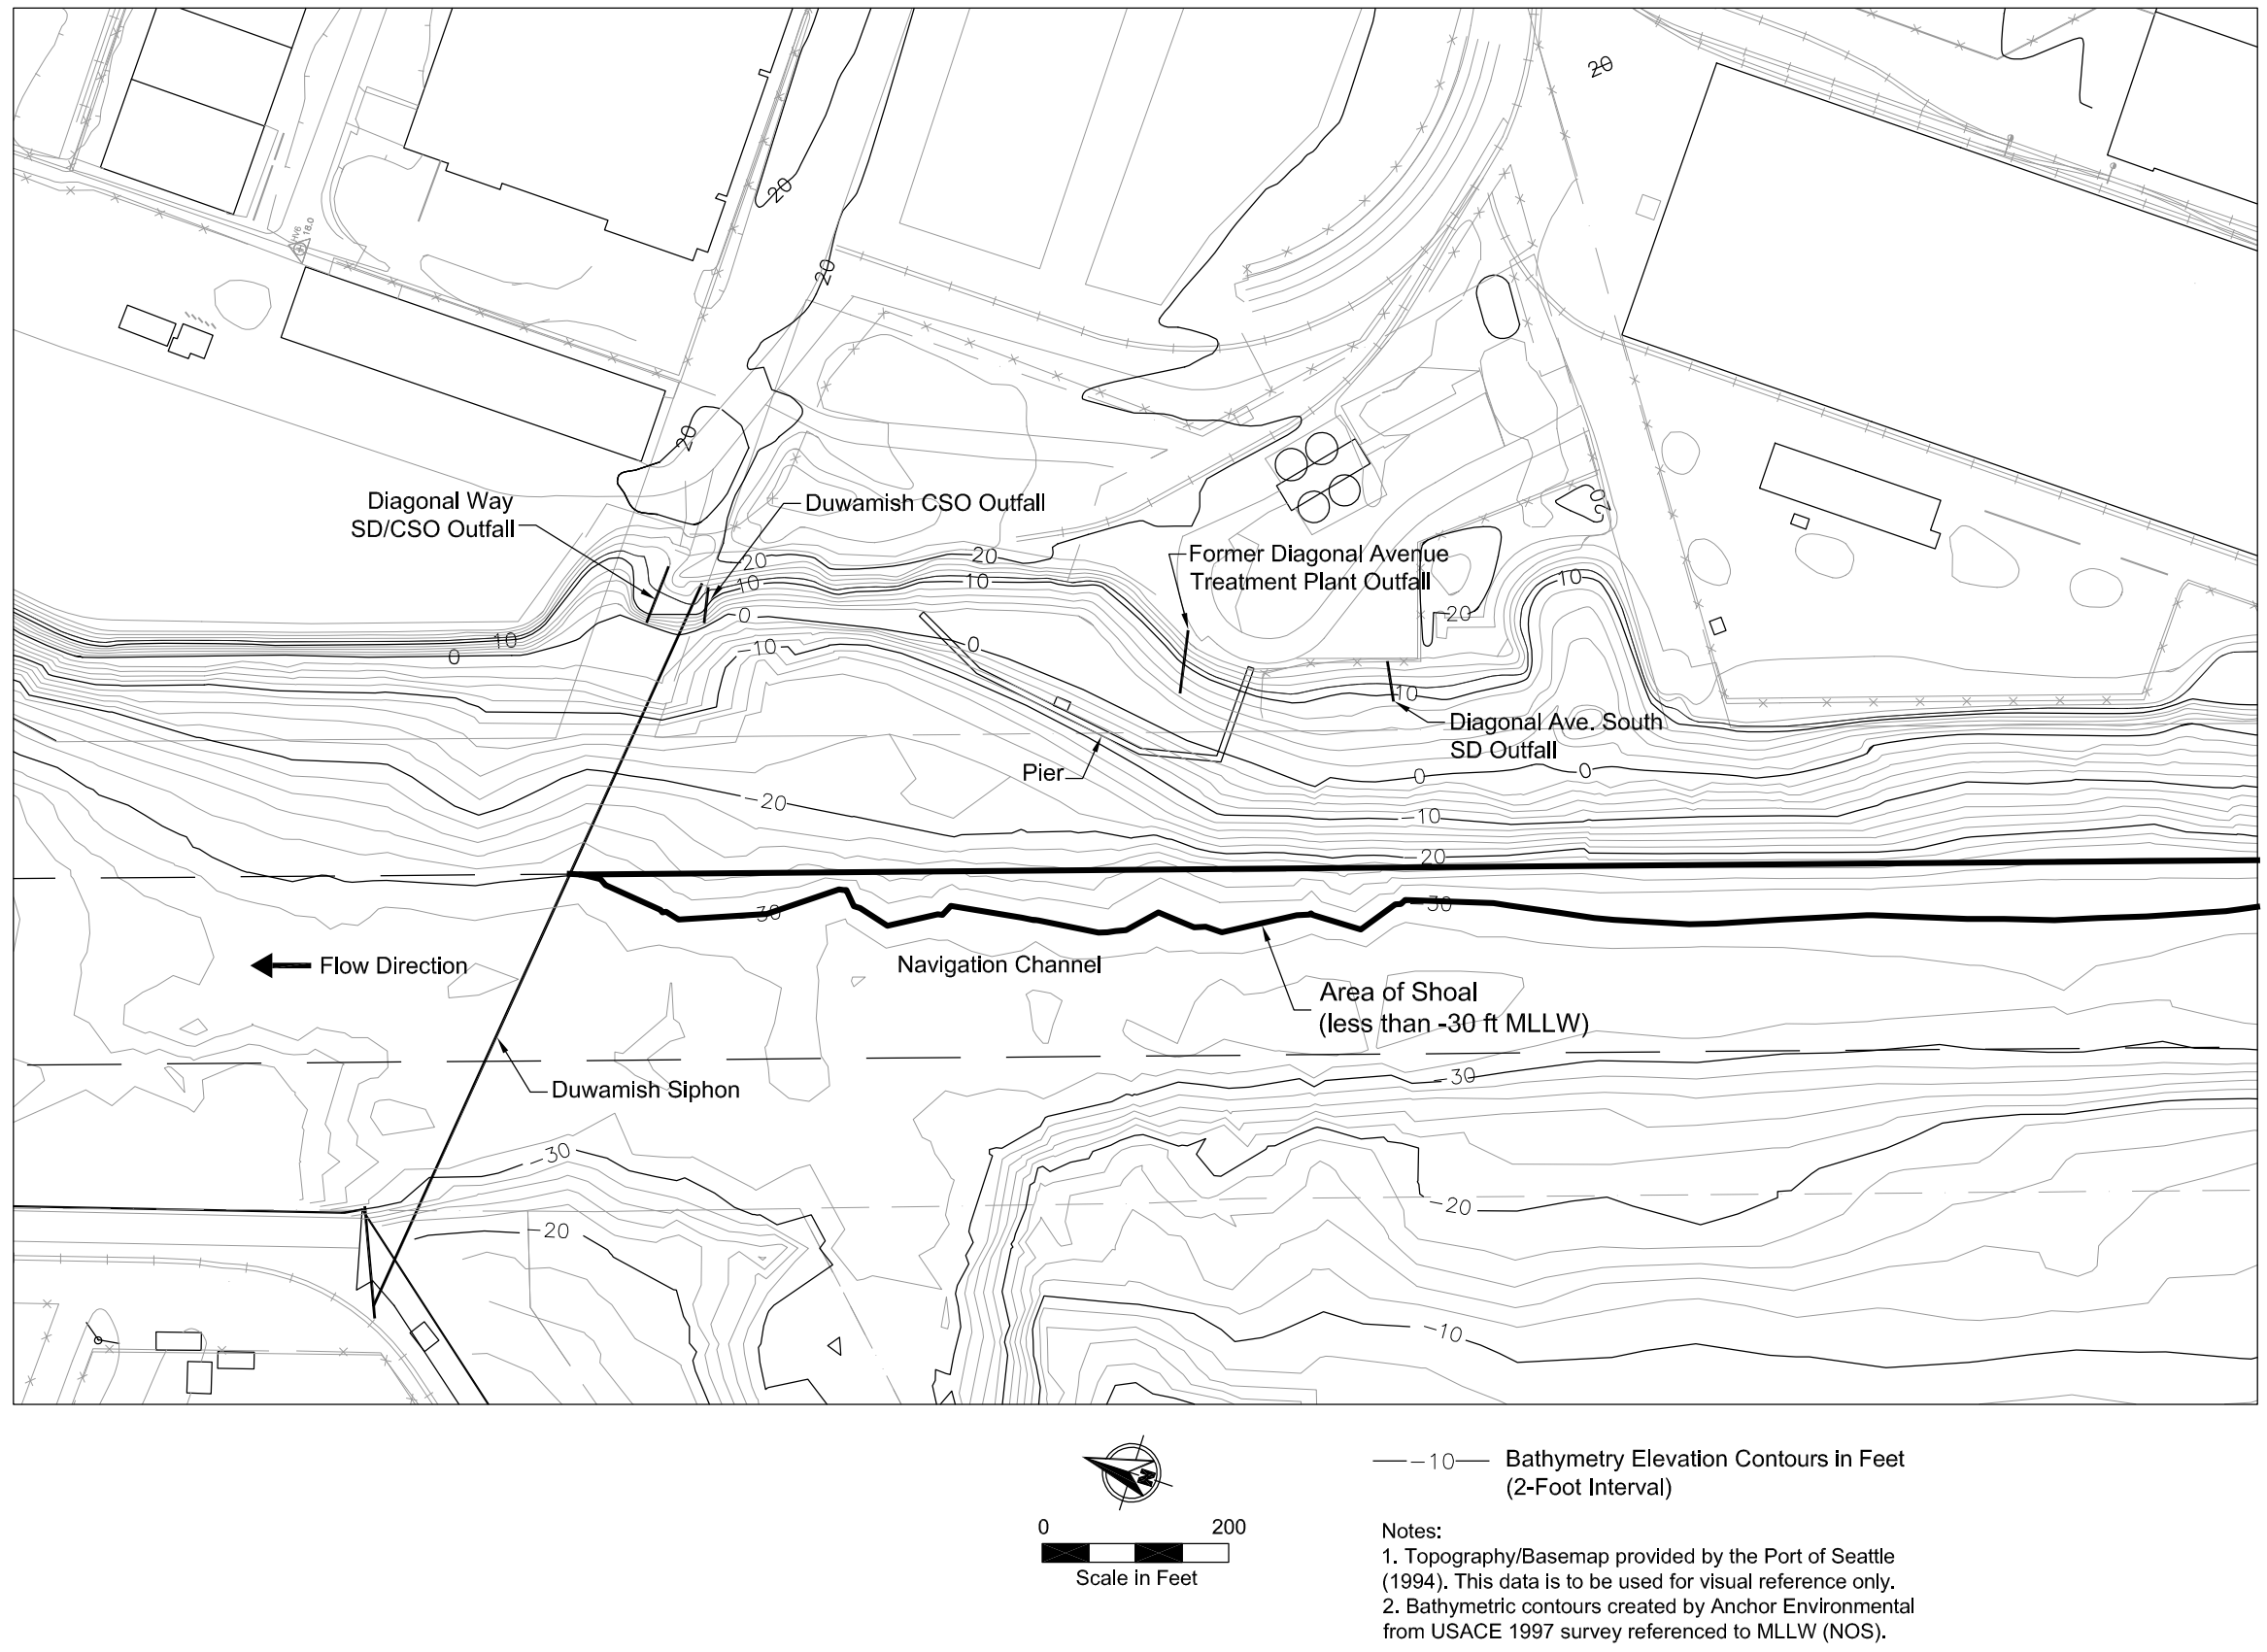 20
20
HV6
18.0
20
20
20
Diagonal Way
SD/CSO Outfall
Duwamish CSO Outfall
20
10
20
10
Former Diagonal Avenue
Treatment Plant Outfall
20
10
10
0
0
-10
0
10
Diagonal Ave. South
SD Outfall
Pier
0
0
-20
-10
-20
-30
-30
Flow Direction
Navigation Channel
Area of Shoal
(less than -30 ft MLLW)
Duwamish Siphon
-30
-30
-20
-20
-10
N
0
200
Scale in Feet
-10
Bathymetry Elevation Contours in Feet
(2-Foot Interval)
Notes:
1. Topography/Basemap provided by the Port of Seattle
(1994). This data is to be used for visual reference only.
2. Bathymetric contours created by Anchor Environmental
from USACE 1997 survey referenced to MLLW (NOS).